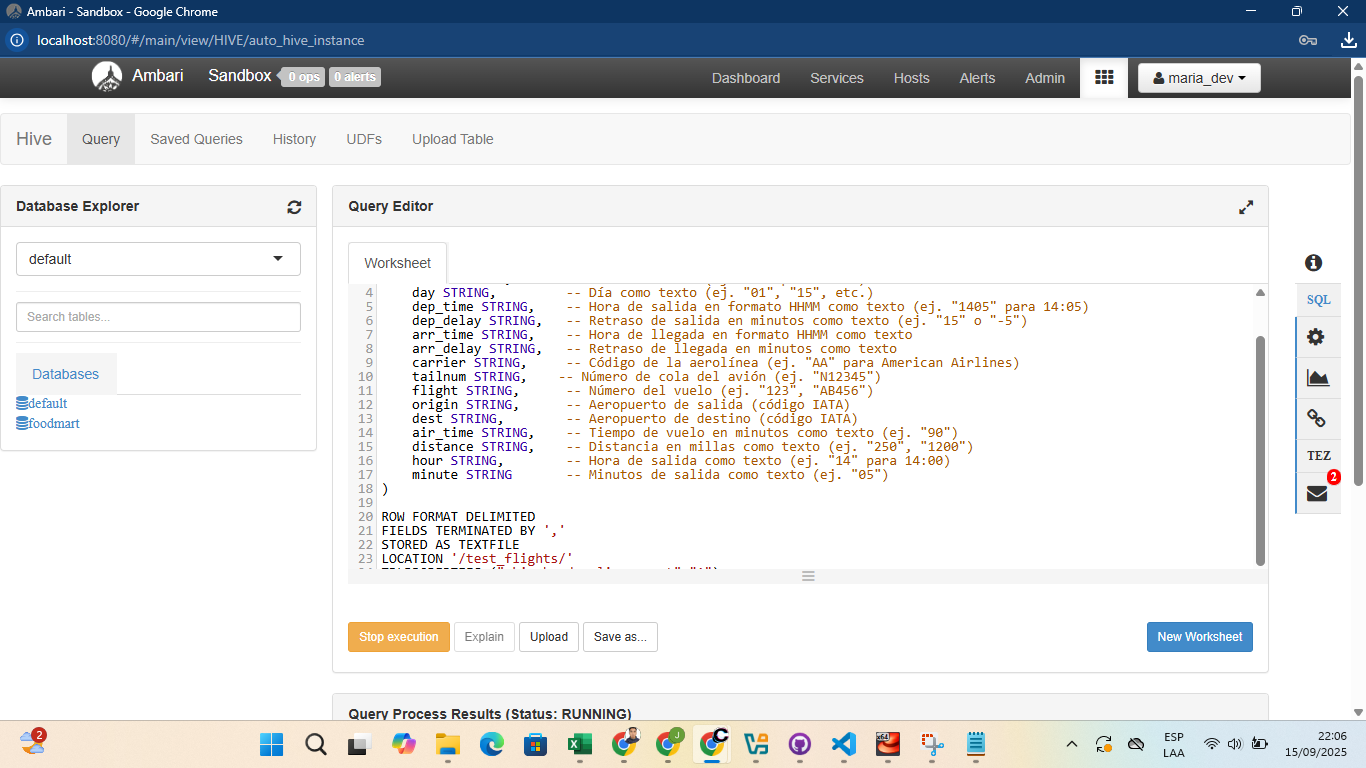 Ambari - Sandbox - Google Chrome
localhost:8080/#/main/view/HIVE/auto_hive_instance
Ambari Sandbox 0 ops 0 alerts Dashboard Services Hosts Alerts Admin maria_dev
Hive Query Saved Queries History UDFs Upload Table
Database Explorer
default
Search tables...
Databases
default
foodmart
Query Editor
Worksheet
4 day STRING, -- Día como texto (ej. "01", "15", etc.)
5 dep_time STRING, -- Hora de salida en formato HHMM como texto (ej. "1405" para 14:05)
6 dep_delay STRING, -- Retraso de salida en minutos como texto (ej. "15" o "-5")
7 arr_time STRING, -- Hora de llegada en formato HHMM como texto
8 arr_delay STRING, -- Retraso de llegada en minutos como texto
9 carrier STRING, -- Código de la aerolínea (ej. "AA" para American Airlines)
10 tailnum STRING, -- Número de cola del avión (ej. "N12345")
11 flight STRING, -- Número del vuelo (ej. "123", "AB456")
12 origin STRING, -- Aeropuerto de salida (código IATA)
13 dest STRING, -- Aeropuerto de destino (código IATA)
14 air_time STRING, -- Tiempo de vuelo en minutos como texto (ej. "90")
15 distance STRING, -- Distancia en millas como texto (ej. "250", "1200")
16 hour STRING, -- Hora de salida como texto (ej. "14" para 14:00)
17 minute STRING -- Minutos de salida como texto (ej. "05")
18 )
19
20 ROW FORMAT DELIMITED
21 FIELDS TERMINATED BY ','
22 STORED AS TEXTFILE
23 LOCATION '/test_flights/'
Stop execution Explain Upload Save as... New Worksheet
Query Process Results (Status: RUNNING)
SQL
TEZ
2
2
J
C
x64
ESP
LAA
22:06
15/09/2025